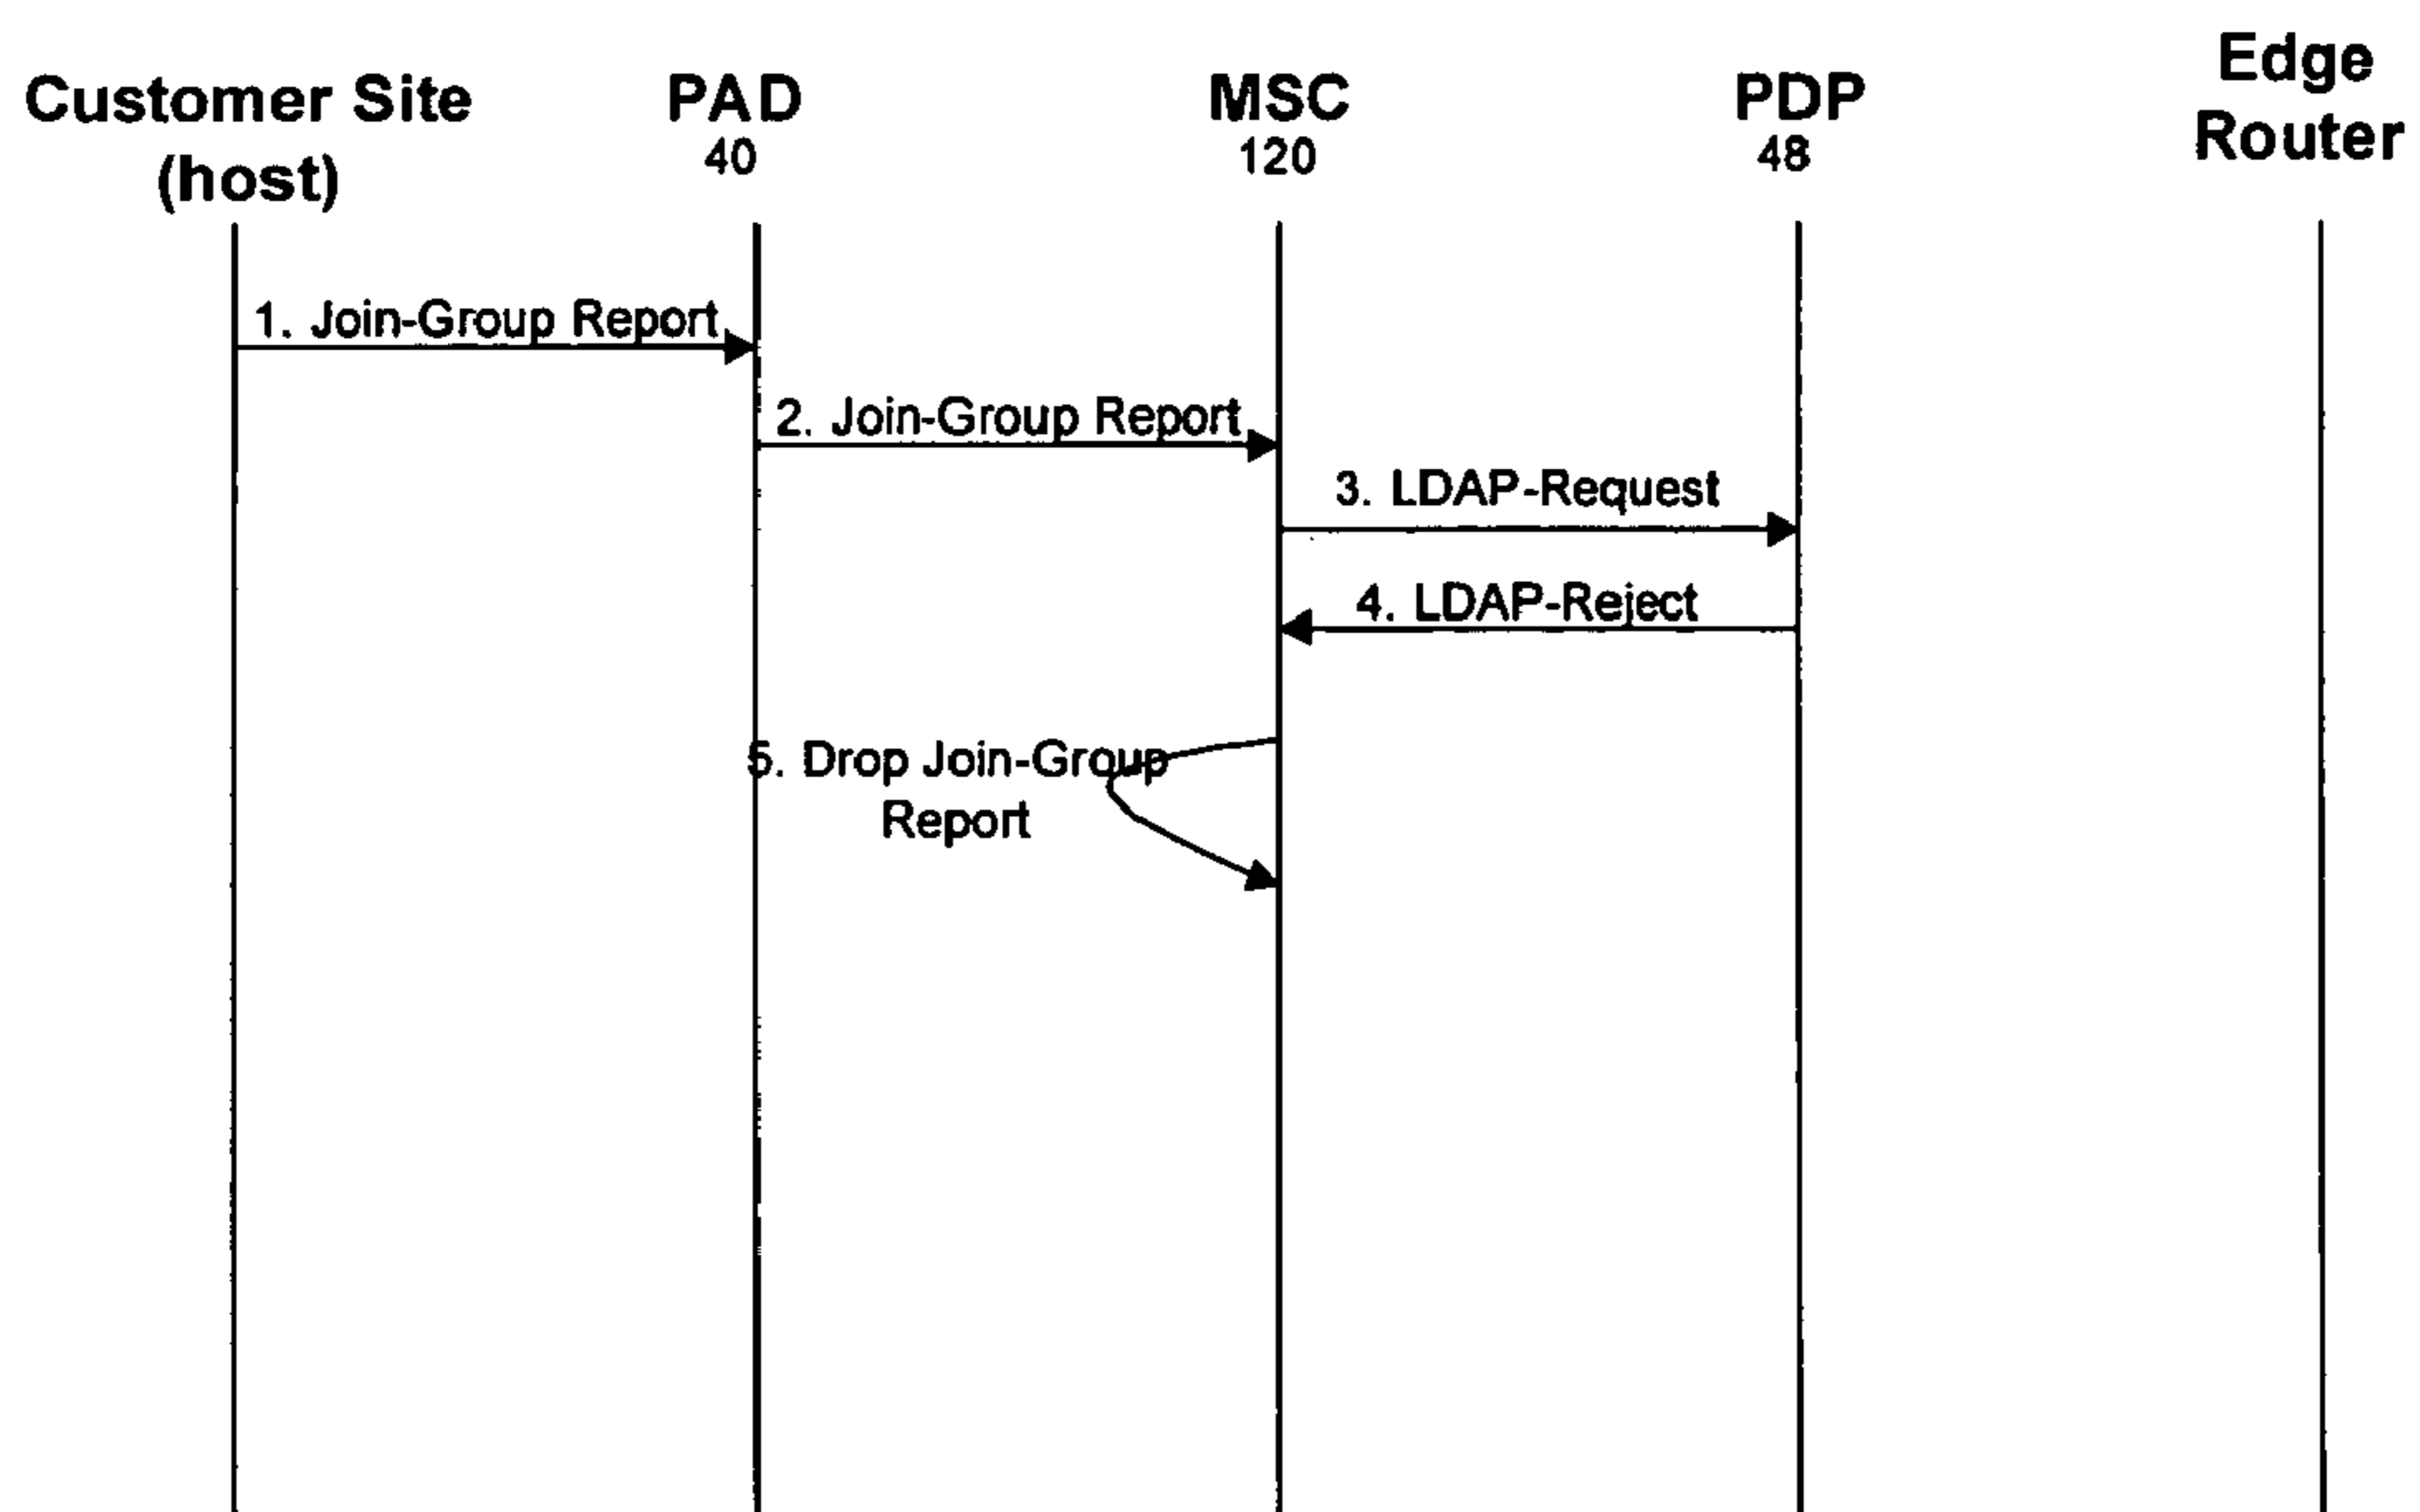 Customer Site
(host)
PAD
40
MSC
120
PDP
48
Edge
Router
1. Join-Group Report
2. Join-Group Report
3. LDAP-Request
4. LDAP-Reject
5. Drop Join-Group
Report